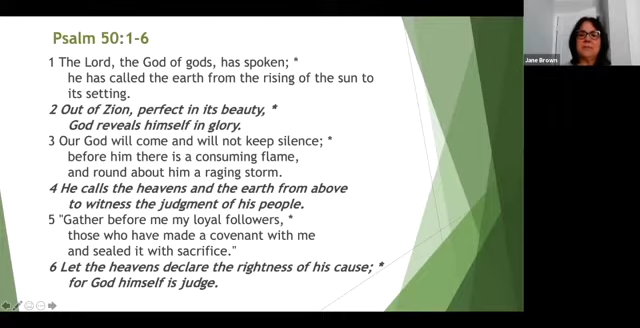 Psalm 50:1-6
1 The Lord, the God of gods, has spoken; *
he has called the earth from the rising of the sun to
its setting.
2 Out of Zion, perfect in its beauty, *
God reveals himself in glory.
3 Our God will come and will not keep silence; *
before him there is a consuming flame,
and round about him a raging storm.
4 He calls the heavens and the earth from above
to witness the judgment of his people.
5 "Gather before me my loyal followers, *
those who have made a covenant with me
and sealed it with sacrifice."
6 Let the heavens declare the rightness of his cause; *
for God himself is judge.
Jane Brown